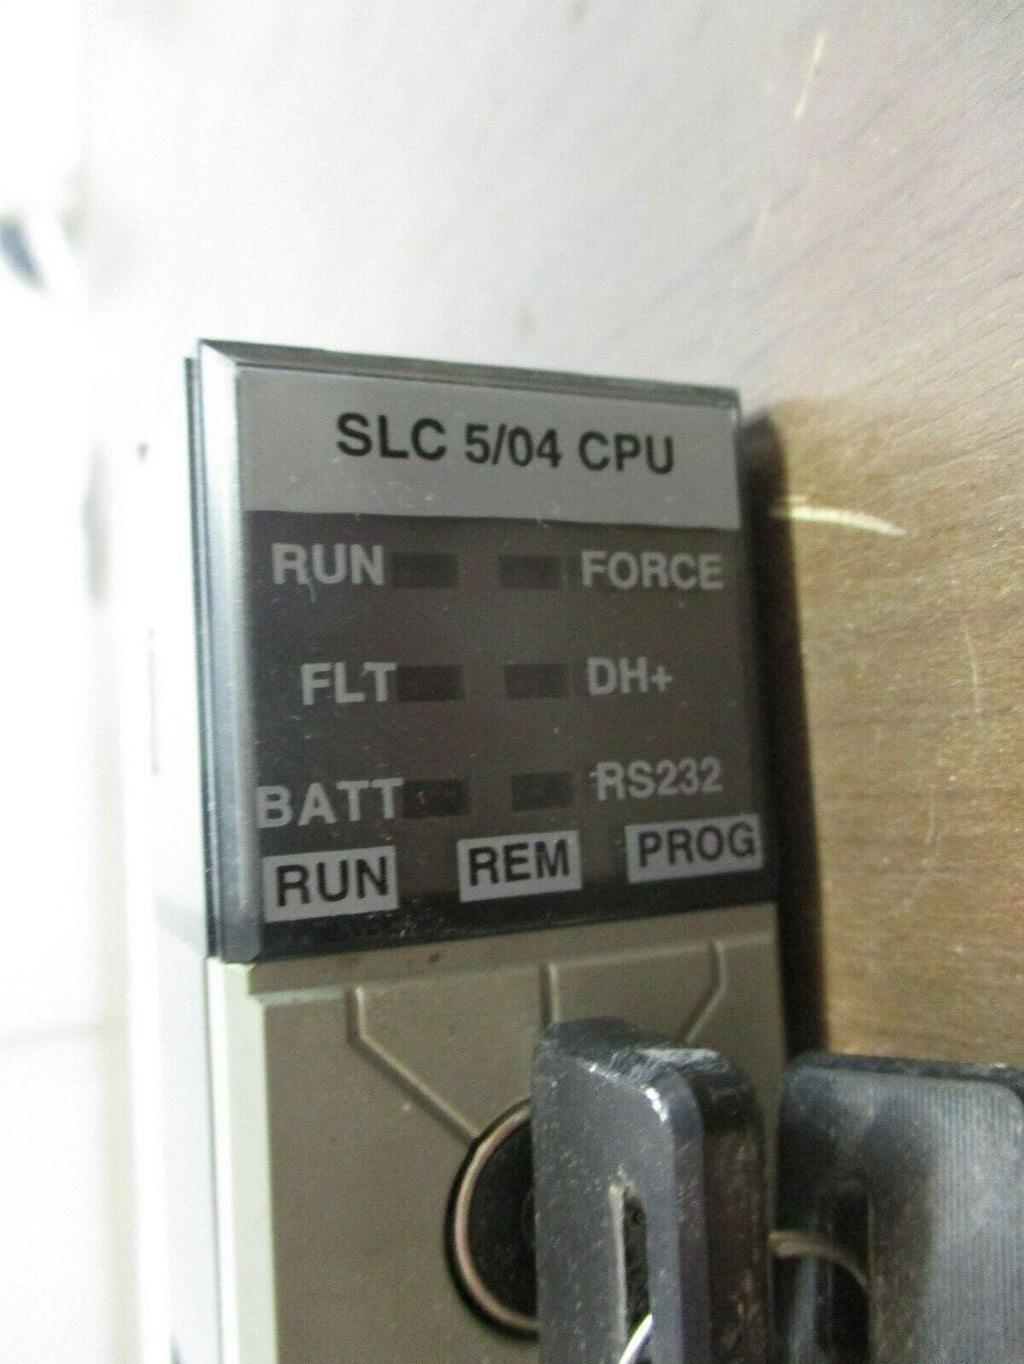 SLC 5/04 CPU
RUN FORCE
FLT DH+
BATT RS232
RUN REM PROG